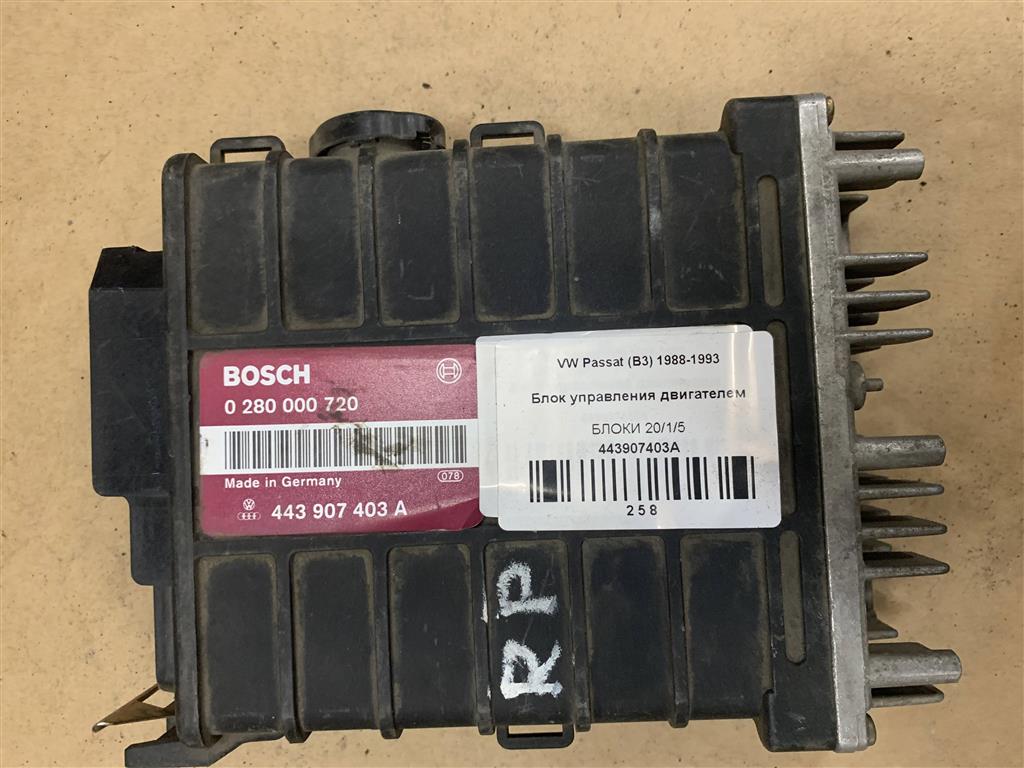 BOSCH
0 280 000 720
Made in Germany
078
443 907 403 A
VW Passat (B3) 1988-1993
Блок управления двигателем
БЛОКИ 20/1/5
443907403A
258
RP